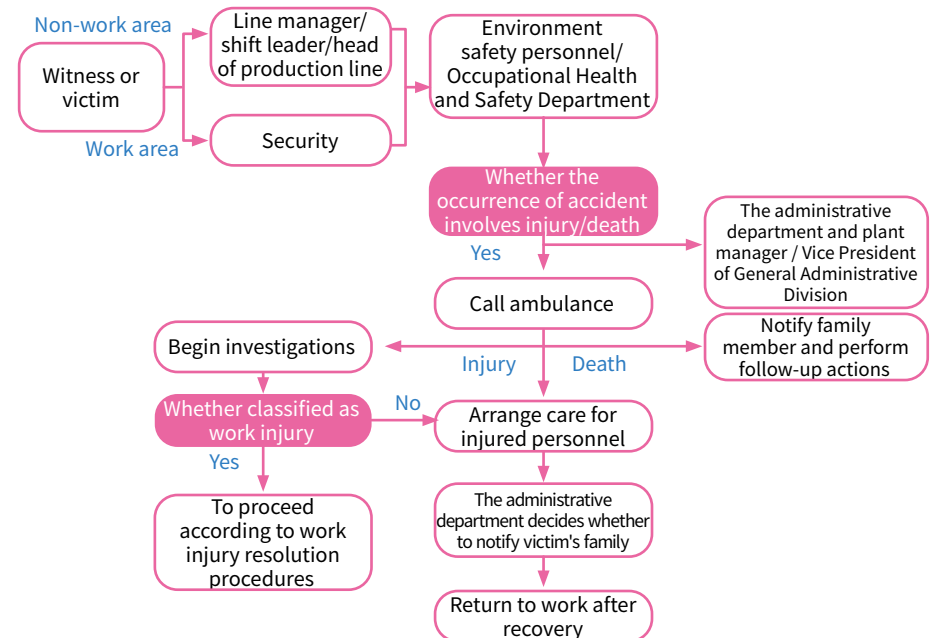 Non-work area
Witness or
victim
Work area
Line manager/
shift leader/head
of production line
Security
Environment
safety personnel/
Occupational Health
and Safety Department
Whether the
occurrence of accident
involves injury/death
Yes
The administrative
department and plant
manager / Vice President
of General Administrative
Division
Call ambulance
Notify family
member and perform
follow-up actions
Injury
Death
Begin investigations
Whether classified as
work injury
No
Yes
To proceed
according to work
injury resolution
procedures
Arrange care for
injured personnel
The administrative
department decides whether
to notify victim's family
Return to work after
recovery